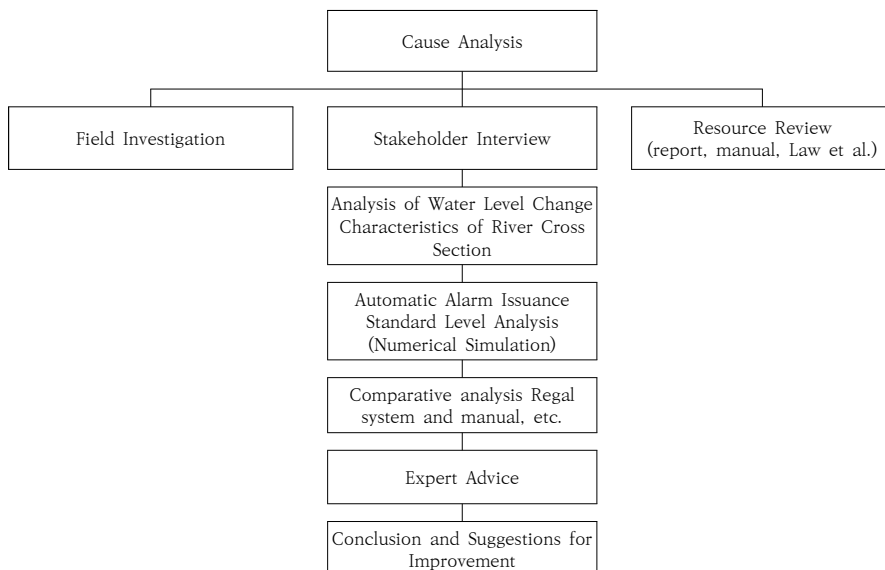 Cause Analysis
Field Investigation
Stakeholder Interview
Resource Review
(report, manual, Law et al.)
Analysis of Water Level Change
Characteristics of River Cross
Section
Automatic Alarm Issuance
Standard Level Analysis
(Numerical Simulation)
Comparative analysis Regal
system and manual, etc.
Expert Advice
Conclusion and Suggestions for
Improvement